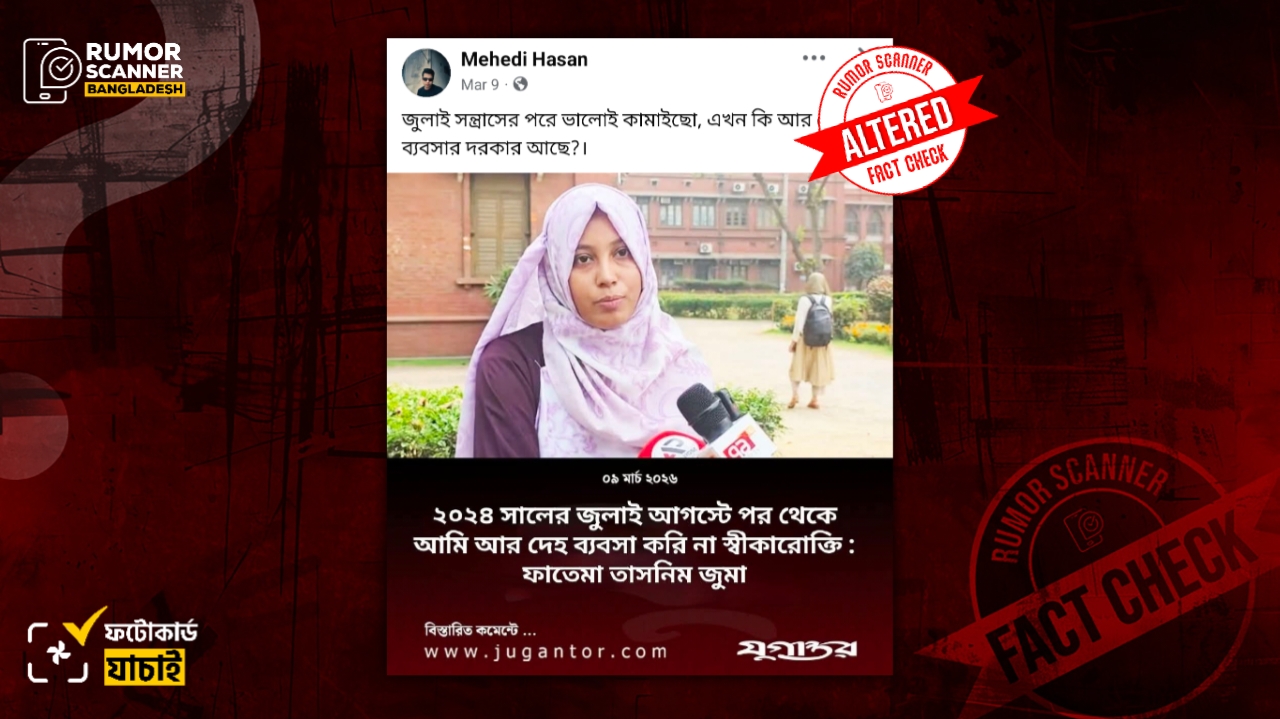 RUMOR
SCANNER
BANGLADESH
Mehedi Hasan
Mar 9
জুলাই সন্ত্রাসের পরে ভালোই কামাইছো, এখন কি আর
ব্যবসার দরকার আছে?।
RUMOR SCANNER
ALTERED
FACT CHECK
০৯ মার্চ ২০২৬
২০২৪ সালের জুলাই আগস্টে পর থেকে
আমি আর দেহ ব্যবসা করি না স্বীকারোক্তি :
ফাতেমা তাসনিম জুমা
বিস্তারিত কমেন্টে ...
www.jugantor.com
যুগান্তর
ফটোকার্ড
যাচাই
RUMOR SCANNER
FACT CHECK